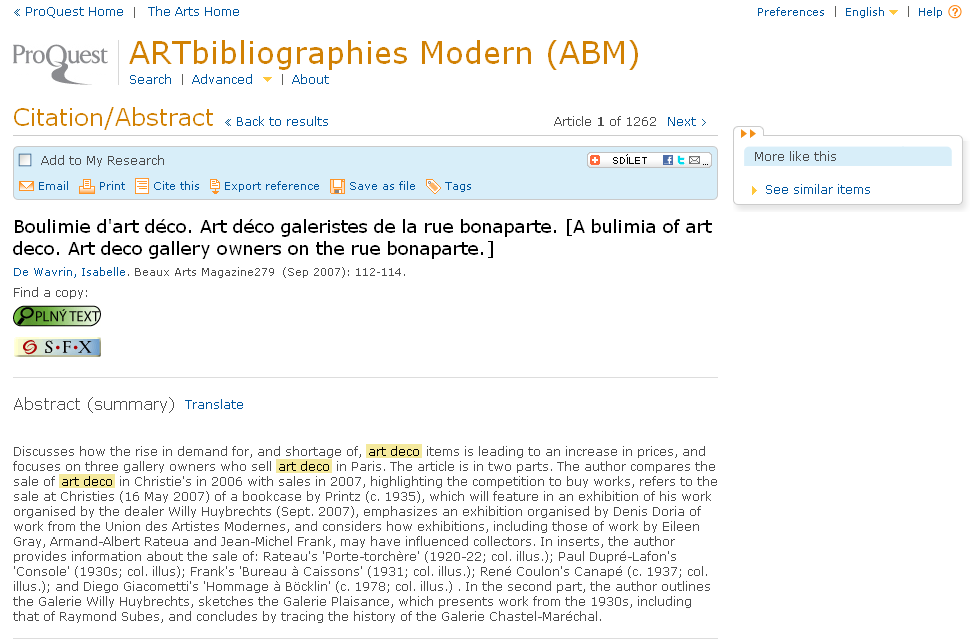 « ProQuest Home | The Arts Home
Preferences | English | Help ?
ProQuest
ARTbibliographies Modern (ABM)
Search | Advanced | About
Citation/Abstract « Back to results
Article 1 of 1262 Next >
Add to My Research
SDÍLET ...
Email Print Cite this Export reference Save as file Tags
More like this
See similar items
Boulimie d'art déco. Art déco galeristes de la rue bonaparte. [A bulimia of art
deco. Art deco gallery owners on the rue bonaparte.]
De Wavrin, Isabelle. Beaux Arts Magazine279 (Sep 2007): 112-114.
Find a copy:
PLNÝ TEXT
S•F•X
Abstract (summary) Translate
Discusses how the rise in demand for, and shortage of, art deco items is leading to an increase in prices, and
focuses on three gallery owners who sell art deco in Paris. The article is in two parts. The author compares the
sale of art deco in Christie's in 2006 with sales in 2007, highlighting the competition to buy works, refers to the
sale at Christies (16 May 2007) of a bookcase by Printz (c. 1935), which will feature in an exhibition of his work
organised by the dealer Willy Huybrechts (Sept. 2007), emphasizes an exhibition organised by Denis Doria of
work from the Union des Artistes Modernes, and considers how exhibitions, including those of work by Eileen
Gray, Armand-Albert Rateua and Jean-Michel Frank, may have influenced collectors. In inserts, the author
provides information about the sale of: Rateau's 'Porte-torchère' (1920-22; col. illus.); Paul Dupré-Lafon's
'Console' (1930s; col. illus); Frank's 'Bureau à Caissons' (1931; col. illus.); René Coulon's Canapé (c. 1937; col.
illus.); and Diego Giacometti's 'Hommage à Böcklin' (c. 1978; col. illus.) . In the second part, the author outlines
the Galerie Willy Huybrechts, sketches the Galerie Plaisance, which presents work from the 1930s, including
that of Raymond Subes, and concludes by tracing the history of the Galerie Chastel-Maréchal.